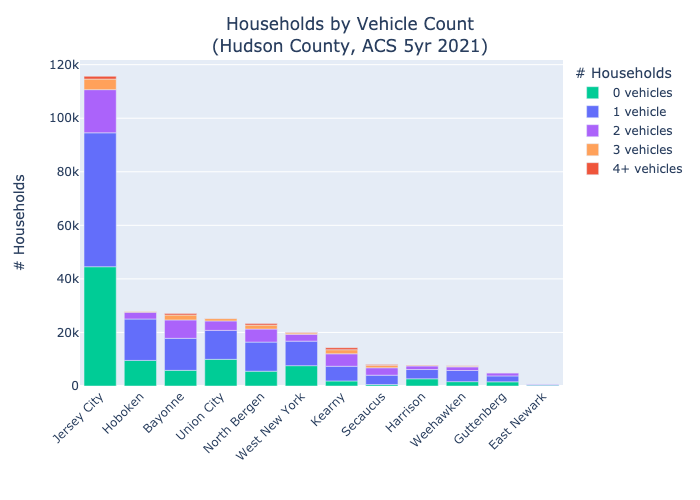 Households by Vehicle Count
(Hudson County, ACS 5yr 2021)
# Households
0 vehicles
1 vehicle
2 vehicles
3 vehicles
4+ vehicles
# Households
120k
100k
80k
60k
40k
20k
0
Jersey City
Hoboken
Bayonne
Union City
North Bergen
West New York
Kearny
Secaucus
Harrison
Weehawken
Guttenberg
East Newark